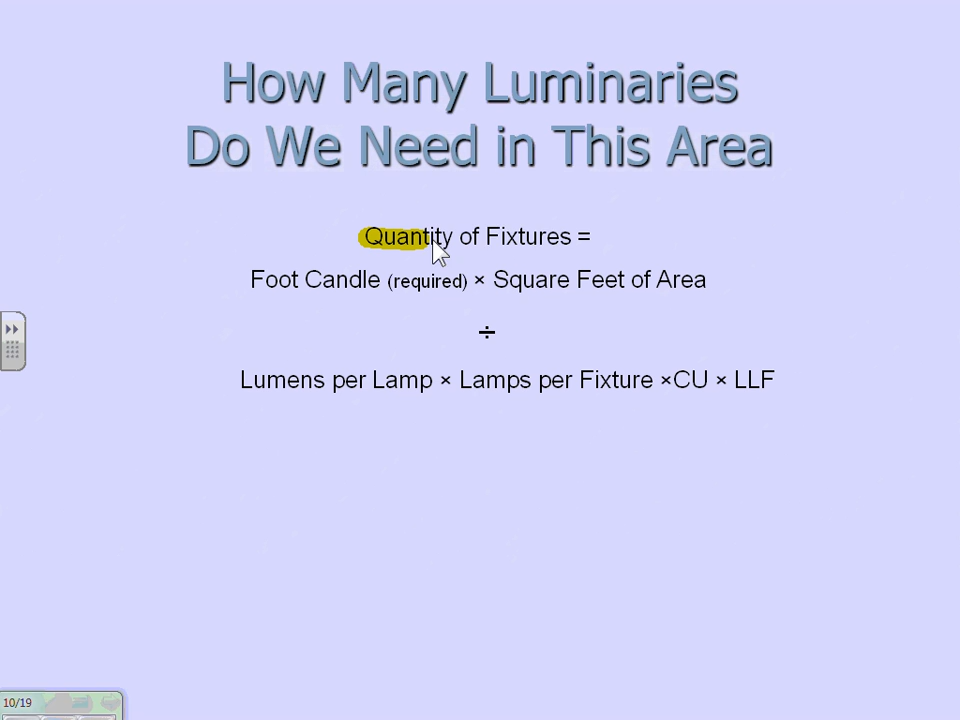 How Many Luminaries
Do We Need in This Area
Quantity of Fixtures =
Foot Candle (required) × Square Feet of Area
÷
Lumens per Lamp × Lamps per Fixture ×CU × LLF
10/19